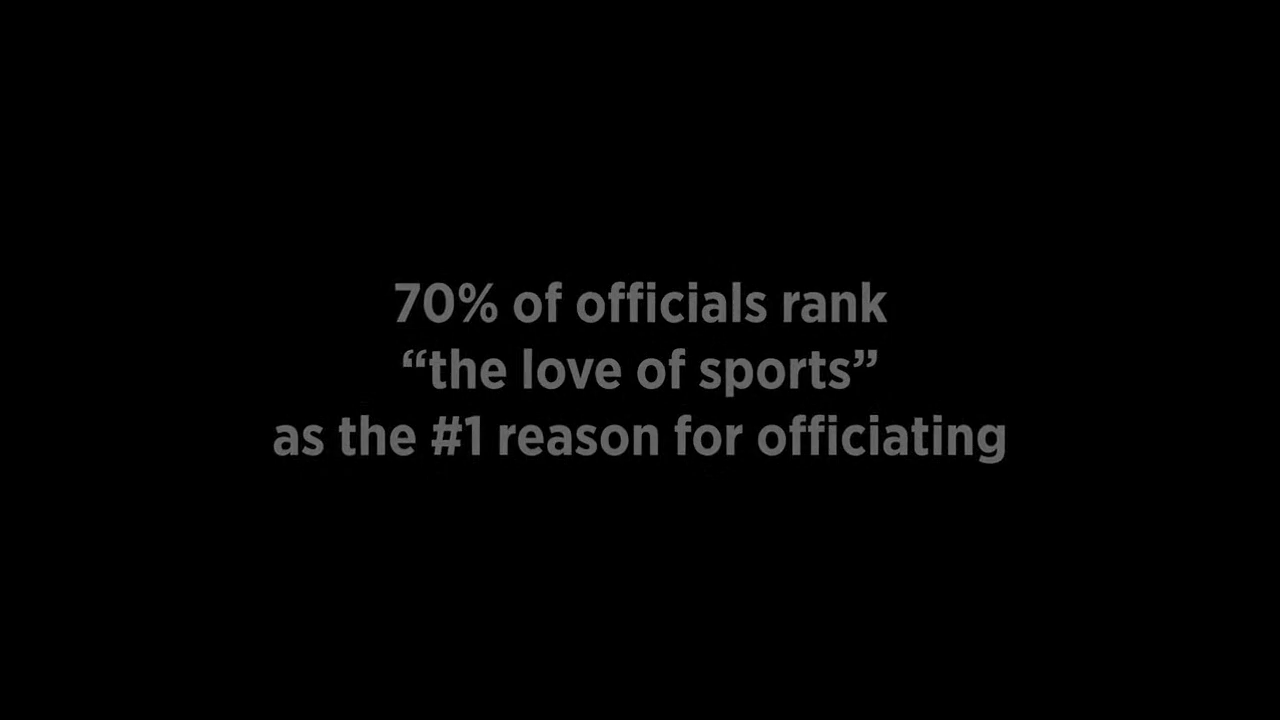 70% of officials rank
“the love of sports”
as the #1 reason for officiating